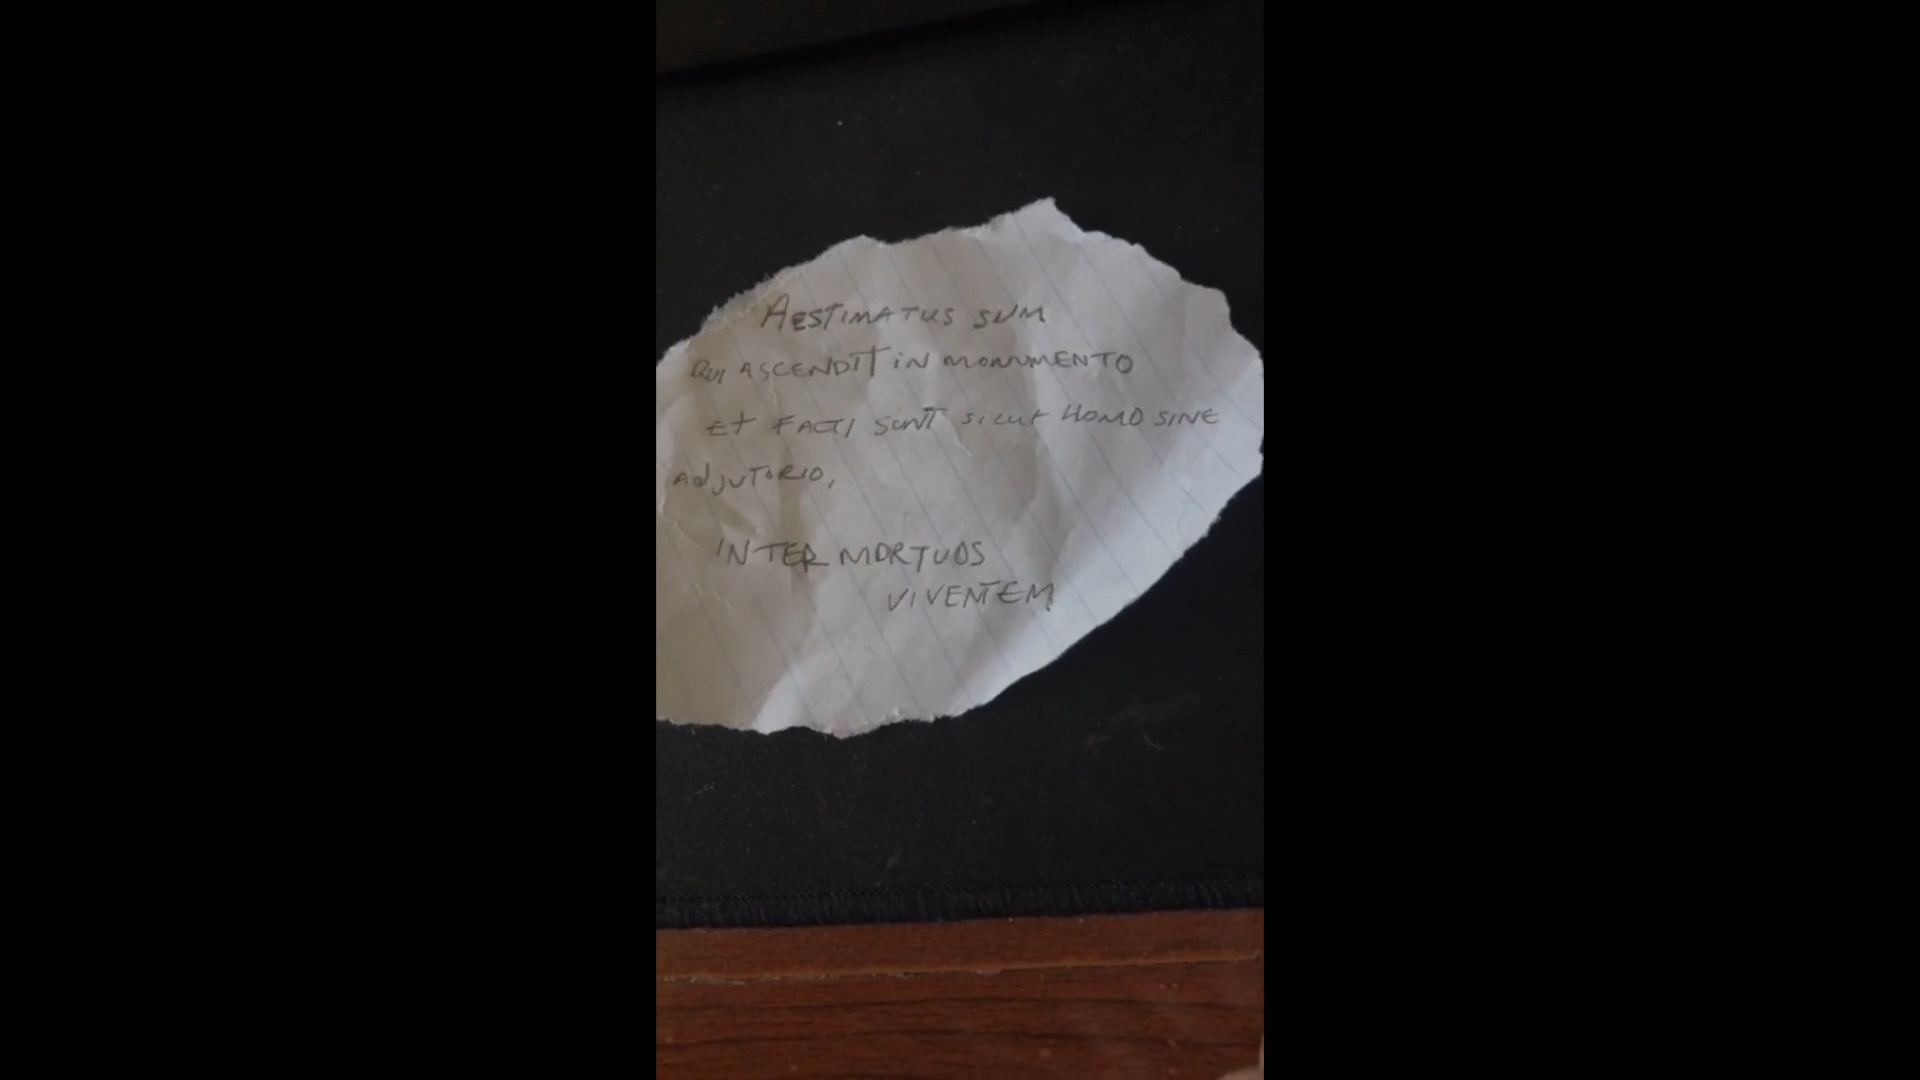 AESTIMATUS SUM
QUI ASCENDIT IN MONUMENTO
ET FACTI SUNT SICUT HOMO SINE
ADJUTORIO,
INTER MORTUOS
VIVENTEM